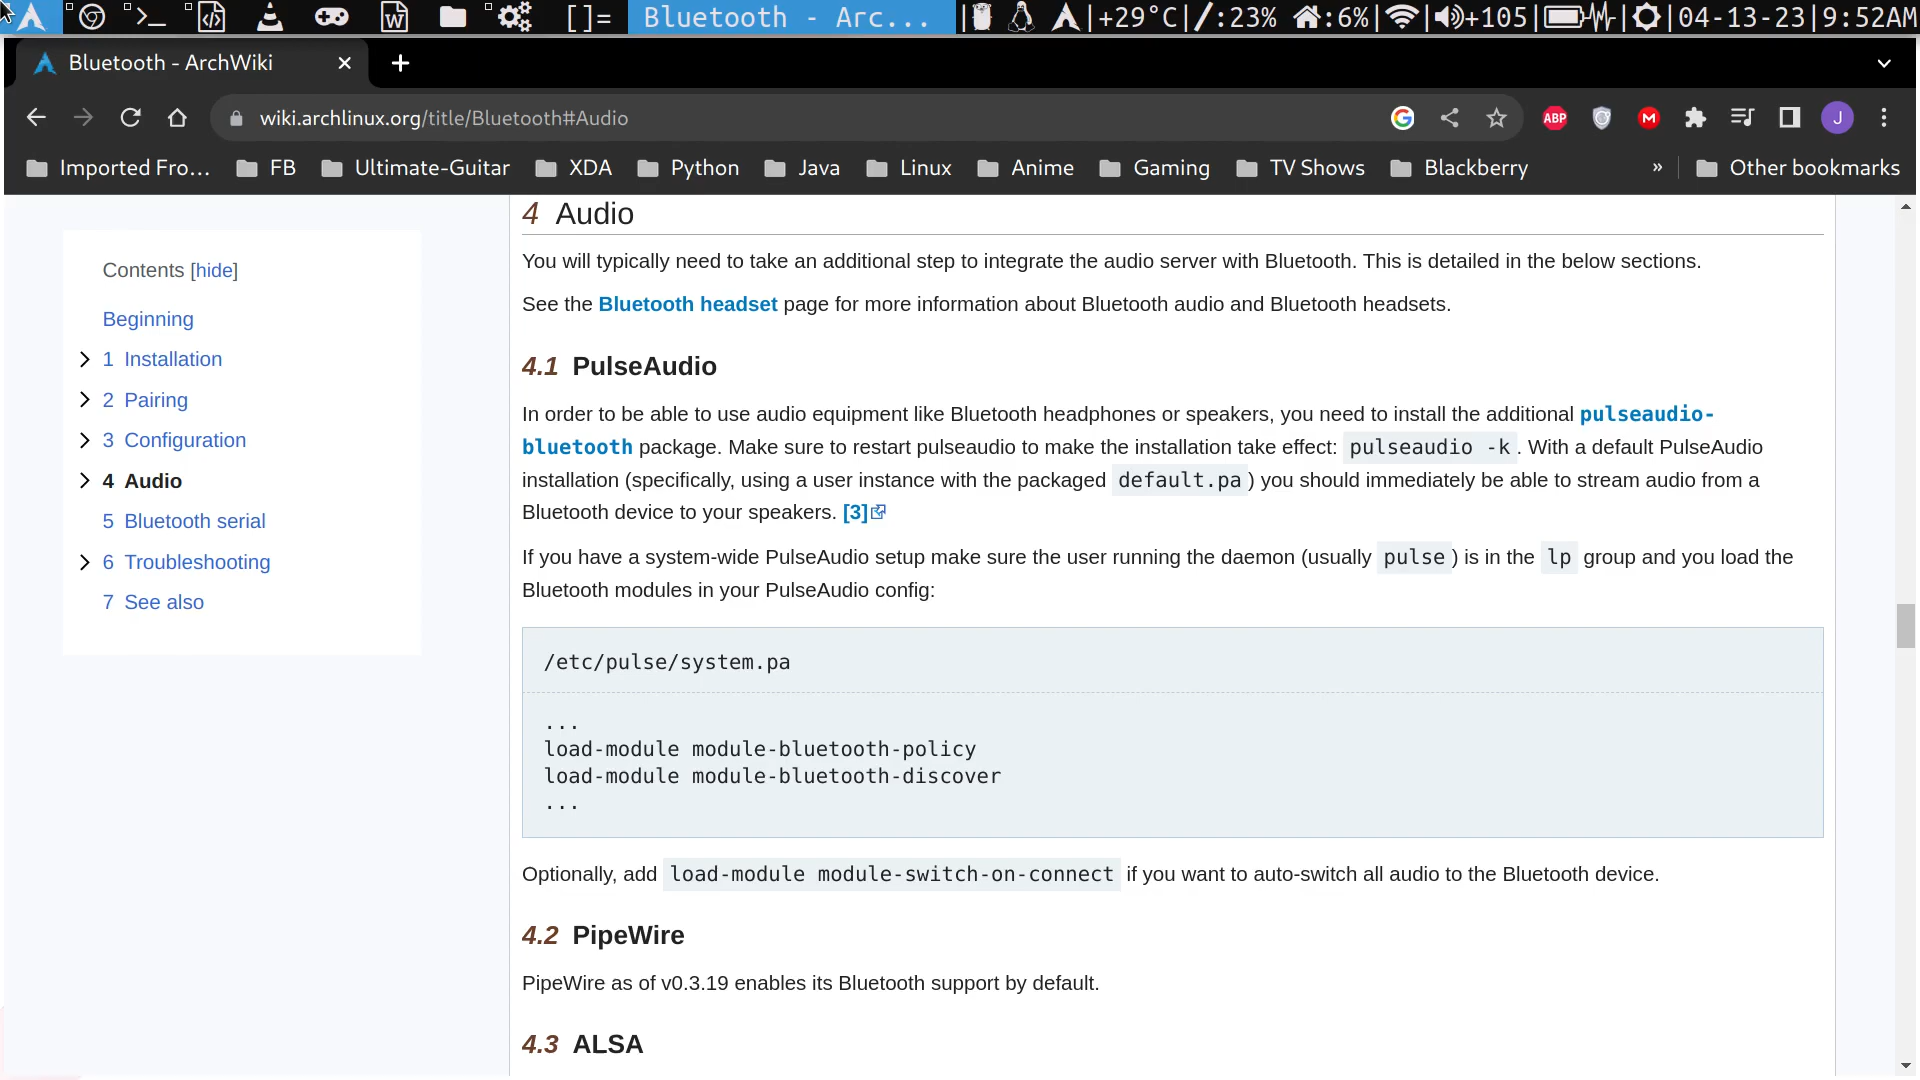 []= Bluetooth - Arc... | |+29°C|/:23% :6%| |+105| | |04-13-23|9:52AM
Bluetooth - ArchWiki
wiki.archlinux.org/title/Bluetooth#Audio ABP M J
Imported Fro... FB Ultimate-Guitar XDA Python Java Linux Anime Gaming TV Shows Blackberry » Other bookmarks
Contents [hide]
Beginning
1 Installation
2 Pairing
3 Configuration
4 Audio
5 Bluetooth serial
6 Troubleshooting
7 See also
4 Audio
You will typically need to take an additional step to integrate the audio server with Bluetooth. This is detailed in the below sections.
See the Bluetooth headset page for more information about Bluetooth audio and Bluetooth headsets.
4.1 PulseAudio
In order to be able to use audio equipment like Bluetooth headphones or speakers, you need to install the additional pulseaudio-
bluetooth package. Make sure to restart pulseaudio to make the installation take effect: pulseaudio -k. With a default PulseAudio
installation (specifically, using a user instance with the packaged default.pa) you should immediately be able to stream audio from a
Bluetooth device to your speakers. [3]
If you have a system-wide PulseAudio setup make sure the user running the daemon (usually pulse) is in the lp group and you load the
Bluetooth modules in your PulseAudio config:
/etc/pulse/system.pa
...
load-module module-bluetooth-policy
load-module module-bluetooth-discover
...
Optionally, add load-module module-switch-on-connect if you want to auto-switch all audio to the Bluetooth device.
4.2 PipeWire
PipeWire as of v0.3.19 enables its Bluetooth support by default.
4.3 ALSA